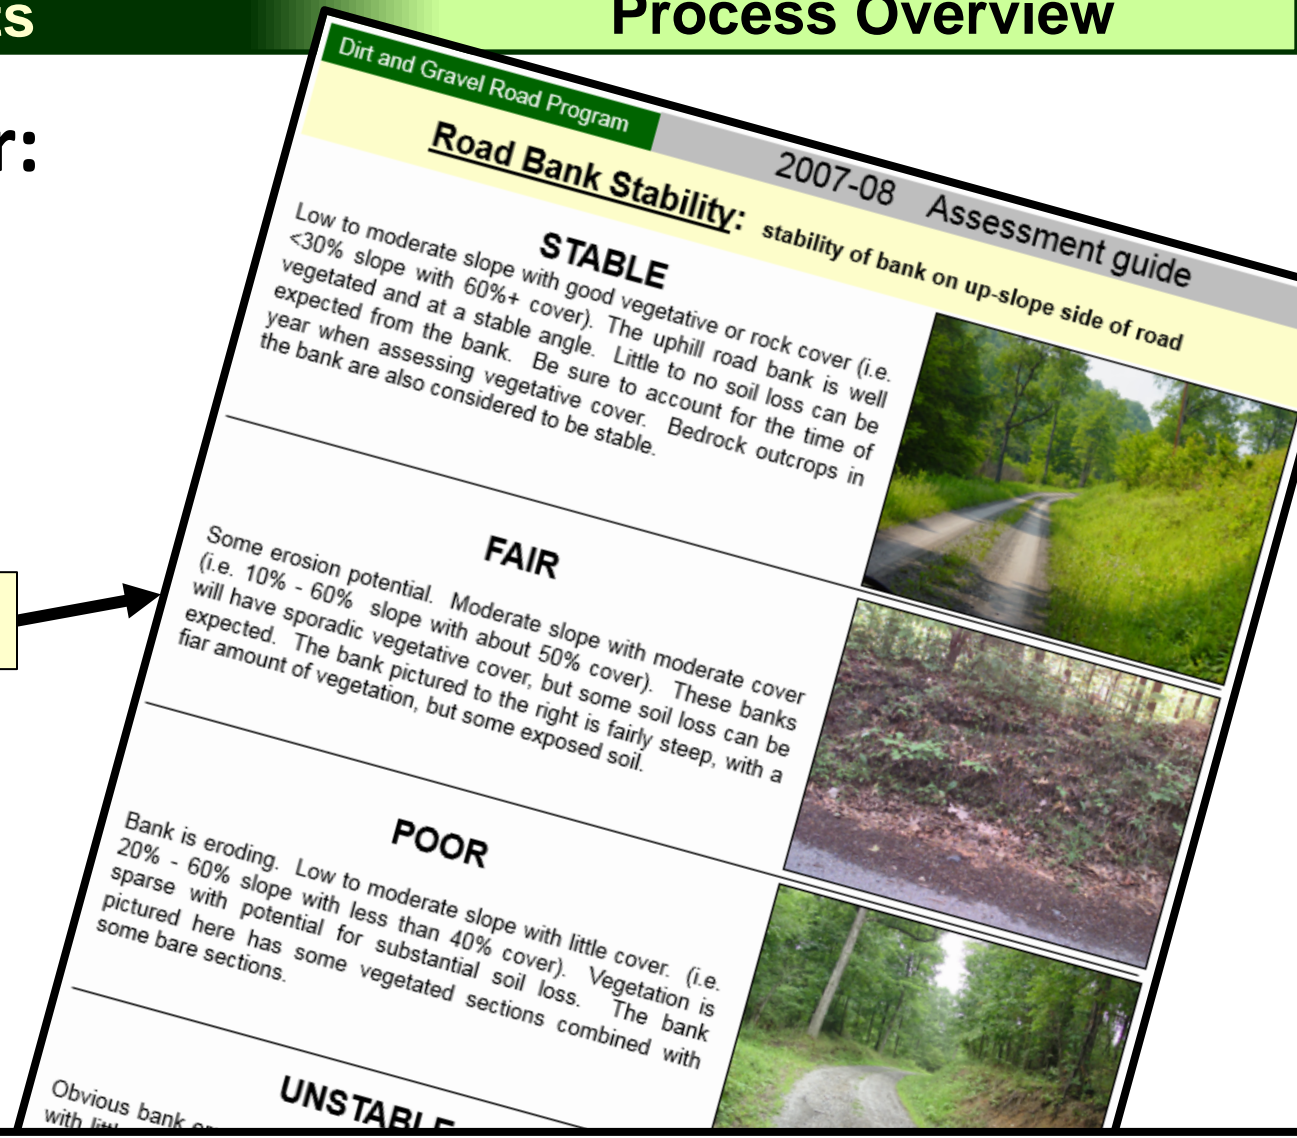 ts
Process Overview
r:
Dirt and Gravel Road Program
2007-08 Assessment guide
Road Bank Stability: stability of bank on up-slope side of road
STABLE
Low to moderate slope with good vegetative or rock cover (i.e.
<30% slope with 60%+ cover). The uphill road bank is well
vegetated and at a stable angle. Little to no soil loss can be
expected from the bank. Be sure to account for the time of
year when assessing vegetative cover. Bedrock outcrops in
the bank are also considered to be stable.
FAIR
Some erosion potential. Moderate slope with moderate cover
(i.e. 10% - 60% slope with about 50% cover). These banks
will have sporadic vegetative cover, but some soil loss can be
expected. The bank pictured to the right is fairly steep, with a
fiar amount of vegetation, but some exposed soil.
POOR
Bank is eroding. Low to moderate slope with little cover. (i.e.
20% - 60% slope with less than 40% cover). Vegetation is
sparse with potential for substantial soil loss. The bank
pictured here has some vegetated sections combined with
some bare sections.
UNSTABLE
Obvious bank
with